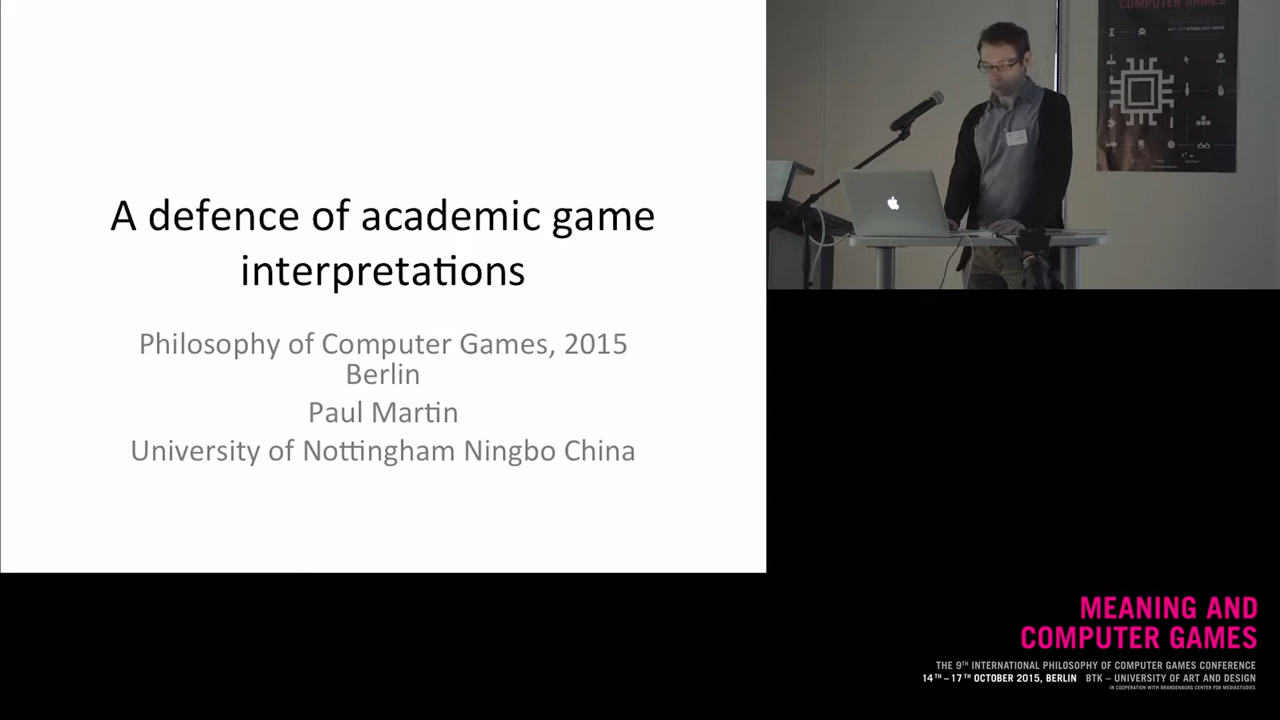 A defence of academic game
interpretations
Philosophy of Computer Games, 2015
Berlin
Paul Martin
University of Nottingham Ningbo China
COMPUTER GAMES
MEANING AND
COMPUTER GAMES
THE 9TH INTERNATIONAL PHILOSOPHY OF COMPUTER GAMES CONFERENCE
14TH – 17TH OCTOBER 2015, BERLIN BTK – UNIVERSITY OF ART AND DESIGN
IN COOPERATION WITH BRANDENBURG CENTER FOR MEDIASTUDIES